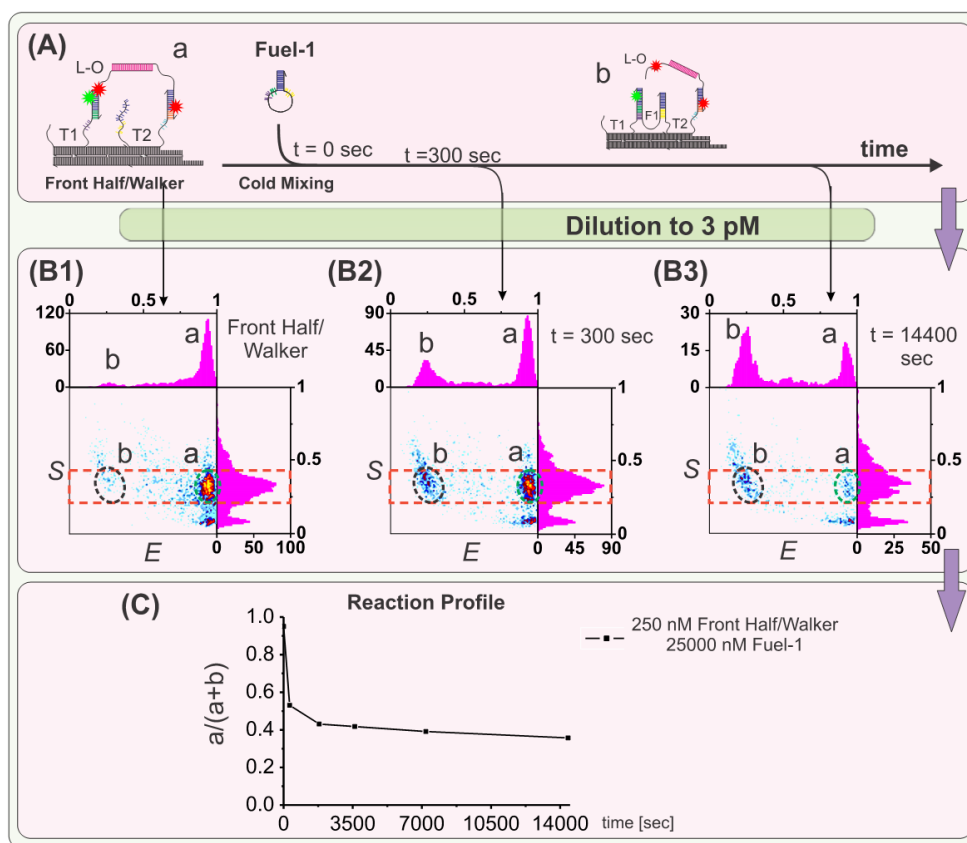 (A)
a
L-O
T1
T2
Front Half/Walker
Fuel-1
t = 0 sec
Cold Mixing
t =300 sec
b
L-O
T1
F1
T2
time
Dilution to 3 pM
(B1)
0 0.5 1
120
60
0
b
a
Front Half/
Walker
S
b
a
1
0.5
0
E
0 50 100
(B2)
0 0.5 1
90
45
0
b
a
t = 300 sec
b
a
1
0.5
0
E
0 45 90
(B3)
0 0.5 1
30
15
0
b
a
t = 14400
sec
S
b
a
1
0.5
0
E
0 25 50
(C)
Reaction Profile
250 nM Front Half/Walker
25000 nM Fuel-1
a/(a+b)
1.0
0.8
0.6
0.4
0.2
0.0
0 3500 7000 10500 14000
time [sec]